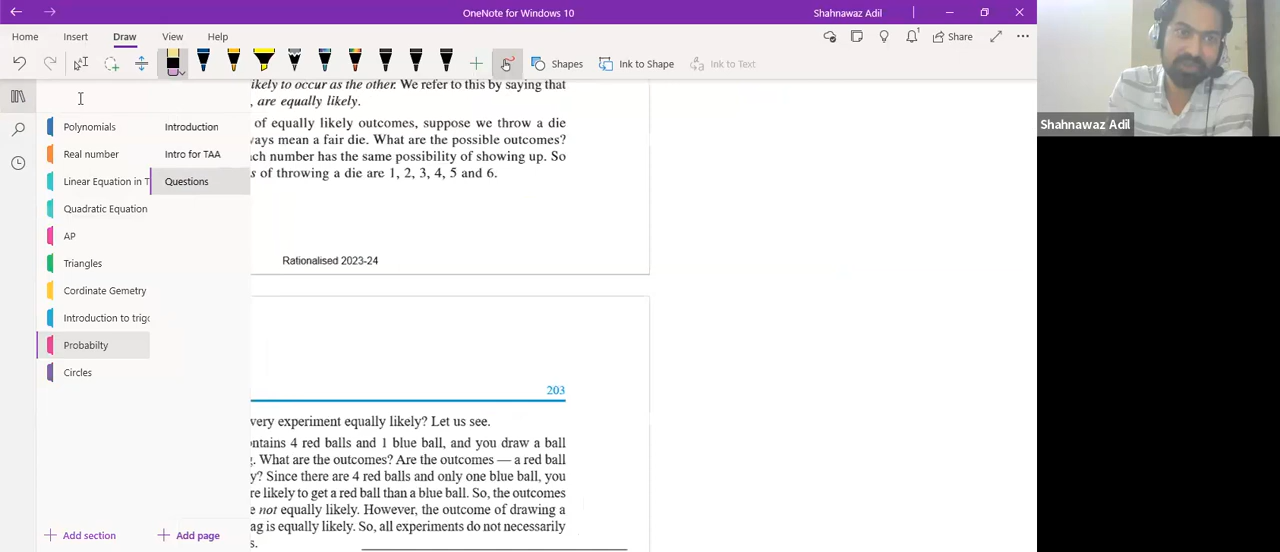 OneNote for Windows 10
Shahnawaz Adil
Home
Insert
Draw
View
Help
Share
Shapes
Ink to Shape
Ink to Text
Polynomials
Real number
Linear Equation in T
Quadratic Equation
AP
Triangles
Cordinate Gemetry
Introduction to trigo
Probabilty
Circles
Add section
Introduction
Intro for TAA
Questions
Add page
ikely to occur as the other. We refer to this by saying that
, are equally likely.
of equally likely outcomes, suppose we throw a die
ays mean a fair die. What are the possible outcomes?
ch number has the same possibility of showing up. So
s of throwing a die are 1, 2, 3, 4, 5 and 6.
Rationalised 2023-24
203
very experiment equally likely? Let us see.
ontains 4 red balls and 1 blue ball, and you draw a ball
g. What are the outcomes? Are the outcomes — a red ball
y? Since there are 4 red balls and only one blue ball, you
re likely to get a red ball than a blue ball. So, the outcomes
e not equally likely. However, the outcome of drawing a
ag is equally likely. So, all experiments do not necessarily
s.
Shahnawaz Adil